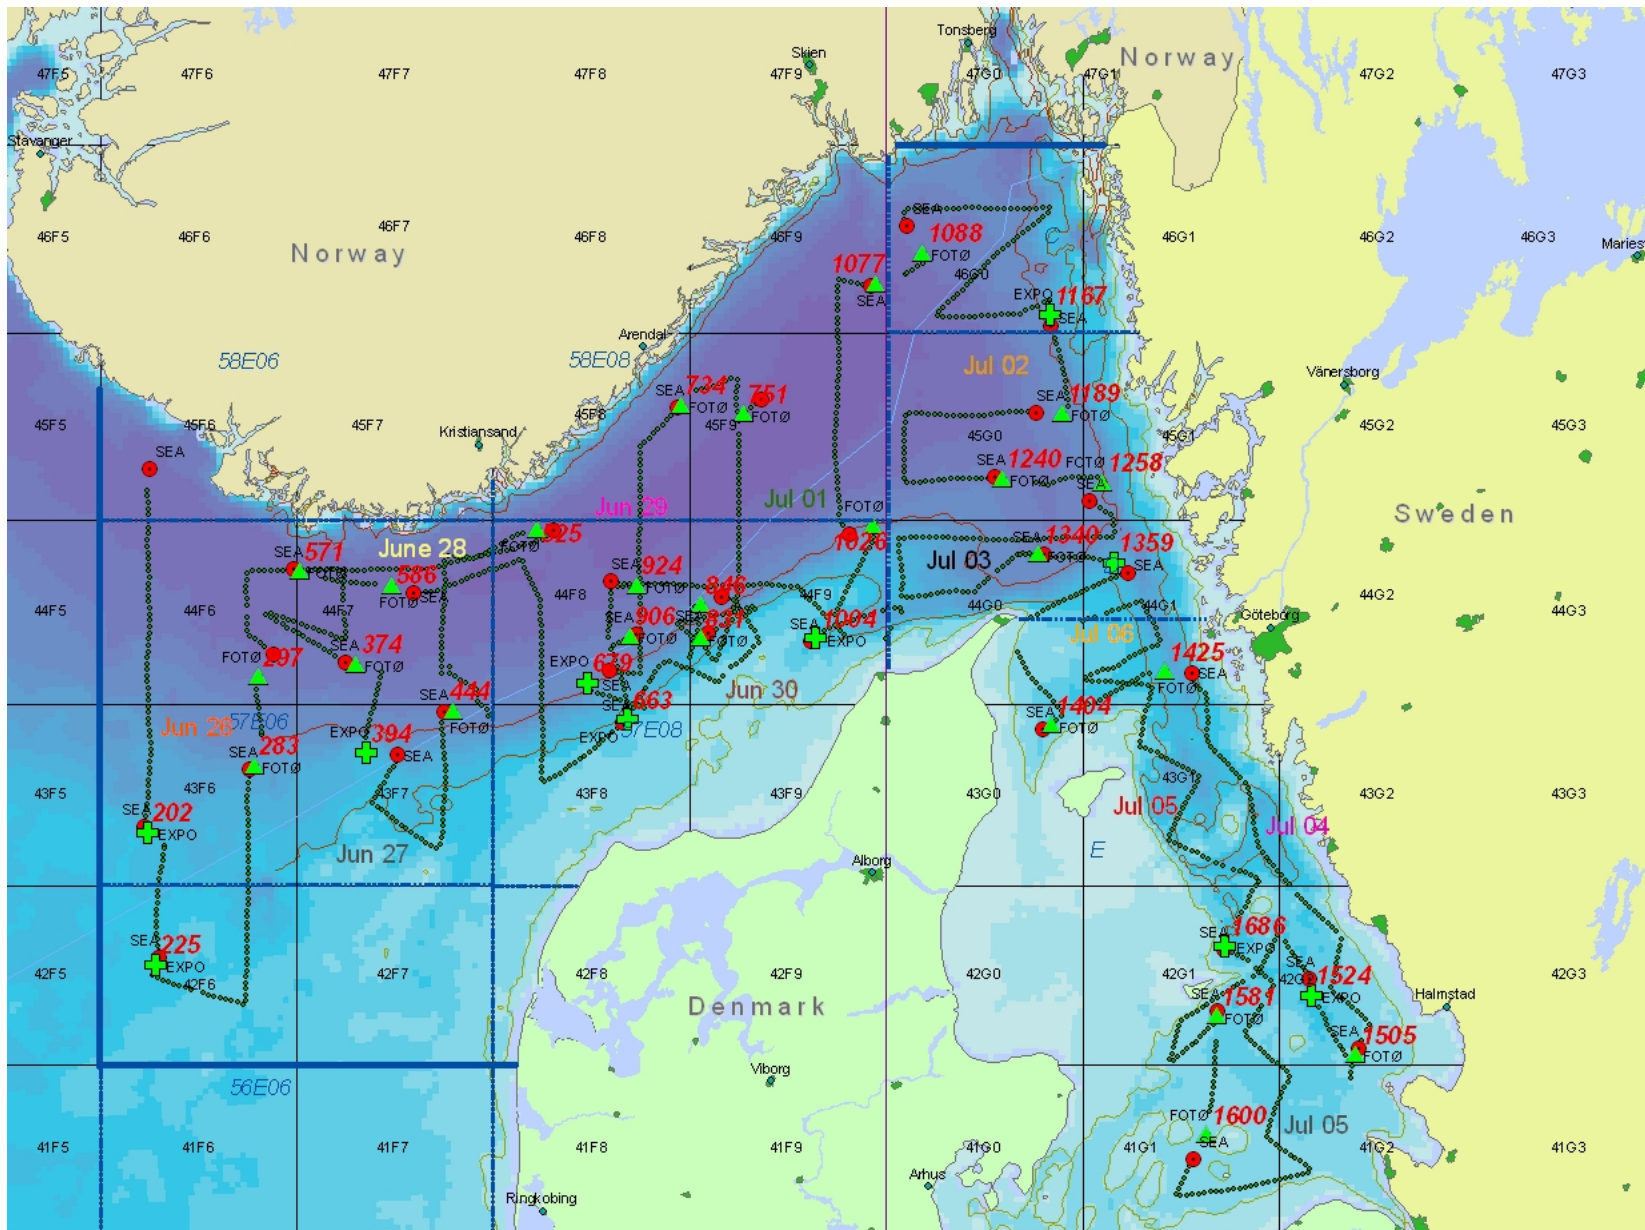 Tonsberg
Skien
Norway
47F5
47F6
47F7
47F8
47F9
47G0
47G1
47G2
47G3
Stavanger
46F5
46F6
46F7
46F8
46F9
SEA
1088
FOTØ
46G0
46G1
46G2
46G3
Norway
1077
SEA
EXPO
1167
SEA
Arendal
58E06
58E08
Jul 02
Vänersborg
SEA
734
FOTØ
751
FOTØ
1189
FOTØ
45F5
45F6
45F7
45F8
45F9
45G0
45G1
45G2
45G3
Kristiansand
SEA
SEA
1240
FOTØ
FOTØ
1258
SEA
Jun 29
Jul 01
FOTØ
Sweden
June 28
FOTØ
1026
SEA
571
FOTØ
586
FOTØ
SEA
SEA
924
846
Jul 03
SEA
1340
FOTØ
1359
SEA
44F5
44F6
44F7
44F8
44F9
44G0
44G1
44G2
44G3
Göteborg
SEA
906
FOTØ
SEA
831
FOTØ
SEA
1004
EXPO
Jul 06
FOTØ
297
SEA
374
FOTØ
EXPO
679
SEA
Jun 30
1425
FOTØ
SEA
SEA
444
FOTØ
SEA
663
EXPO
SEA
1404
FOTØ
Jun 26
57E06
57E08
EXPO
394
SEA
SEA
283
FOTØ
43F5
43F6
43F7
43F8
43F9
43G0
43G1
43G2
43G3
SEA
202
EXPO
Jul 05
Jul 04
Jun 27
E
Alborg
SEA
225
EXPO
1686
EXPO
42F5
42F6
42F7
42F8
42F9
42G0
42G1
SEA
1524
EXPO
42G3
Denmark
SEA
1581
FOTØ
Halmstad
SEA
1505
FOTØ
Viborg
56E06
FOTØ
1600
SEA
Jul 05
41F5
41F6
41F7
41F8
41F9
41G0
41G1
41G2
41G3
Arhus
Ringkobing